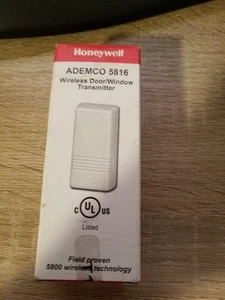 Honeywell
ADEMCO 5816
Wireless Door/Window
Transmitter
C UL US
Listed
Field proven
5800 wireless technology